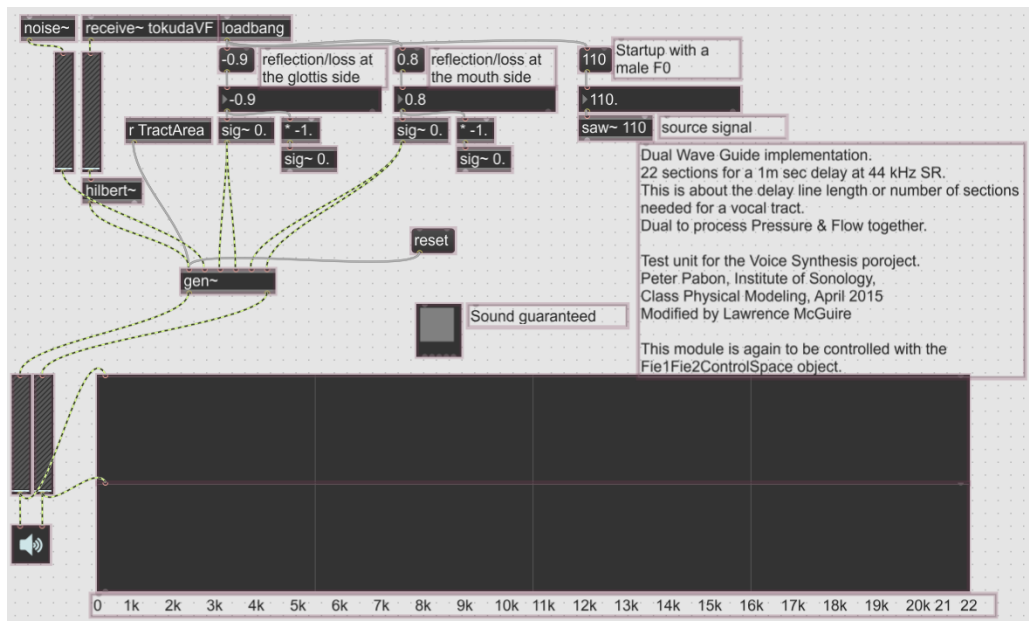 noise~
receive~ tokudaVF
loadbang
-0.9
reflection/loss at
the glottis side
0.8
reflection/loss at
the mouth side
110
Startup with a
male F0
-0.9
0.8
110.
r TractArea
sig~ 0.
* -1.
sig~ 0.
* -1.
saw~ 110
source signal
sig~ 0.
sig~ 0.
hilbert~
Dual Wave Guide implementation.
22 sections for a 1m sec delay at 44 kHz SR.
This is about the delay line length or number of sections
needed for a vocal tract.
Dual to process Pressure & Flow together.
Test unit for the Voice Synthesis poroject.
Peter Pabon, Institute of Sonology,
Class Physical Modeling, April 2015
Modified by Lawrence McGuire
This module is again to be controlled with the
Fie1Fie2ControlSpace object.
reset
gen~
Sound guaranteed
0 1k 2k 3k 4k 5k 6k 7k 8k 9k 10k 11k 12k 13k 14k 15k 16k 17k 18k 19k 20k 21 22